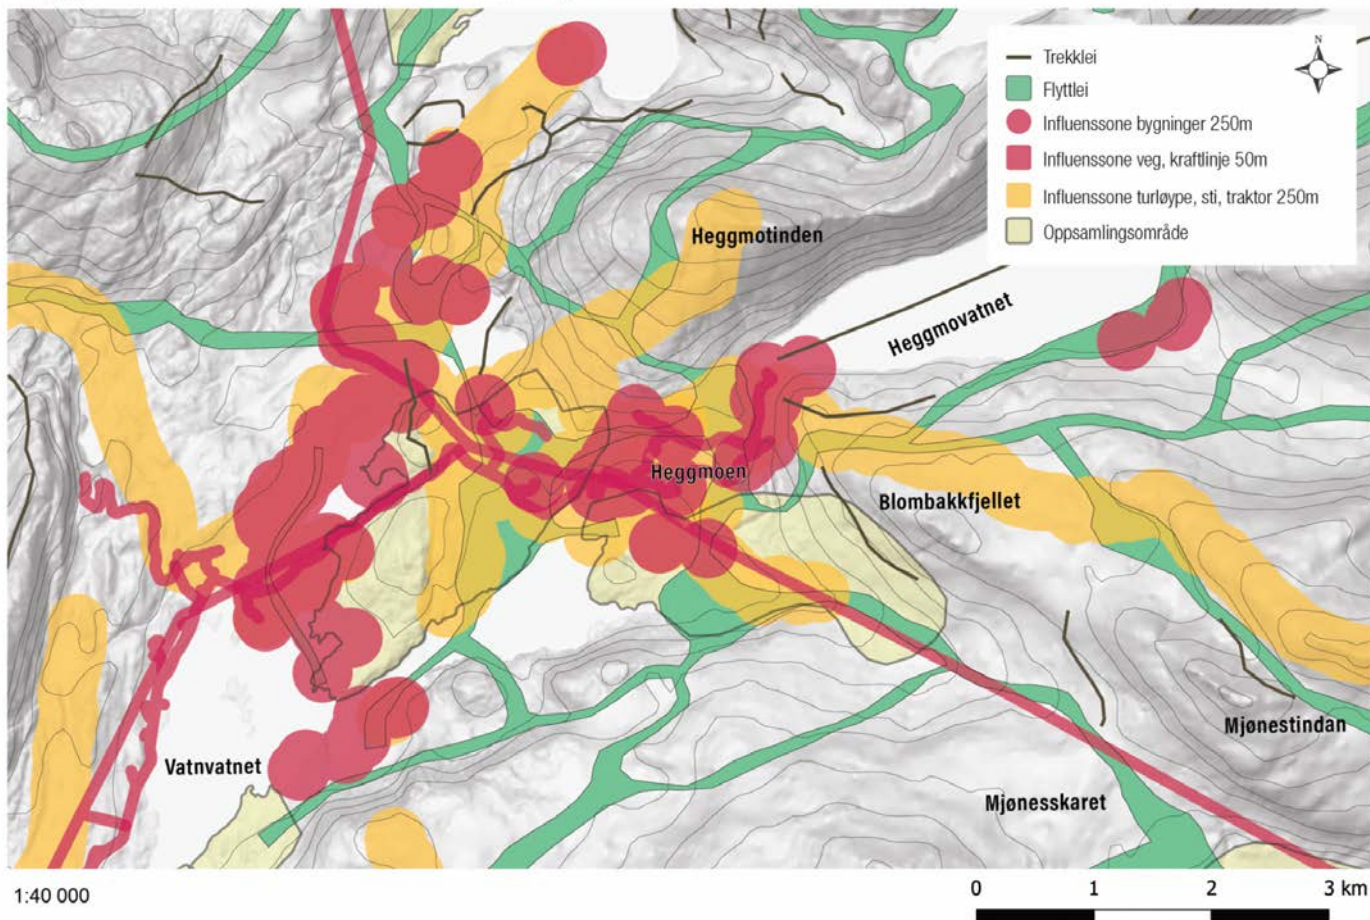 N
Trekklei
Flyttlei
Influenssone bygninger 250m
Influenssone veg, kraftlinje 50m
Influenssone turløype, sti, traktor 250m
Oppsamlingsområde
Heggmotinden
Heggmovatnet
Heggmoen
Blombakkfjellet
Mjønestindan
Vatnvatnet
Mjønesskaret
1:40 000
0 1 2 3 km